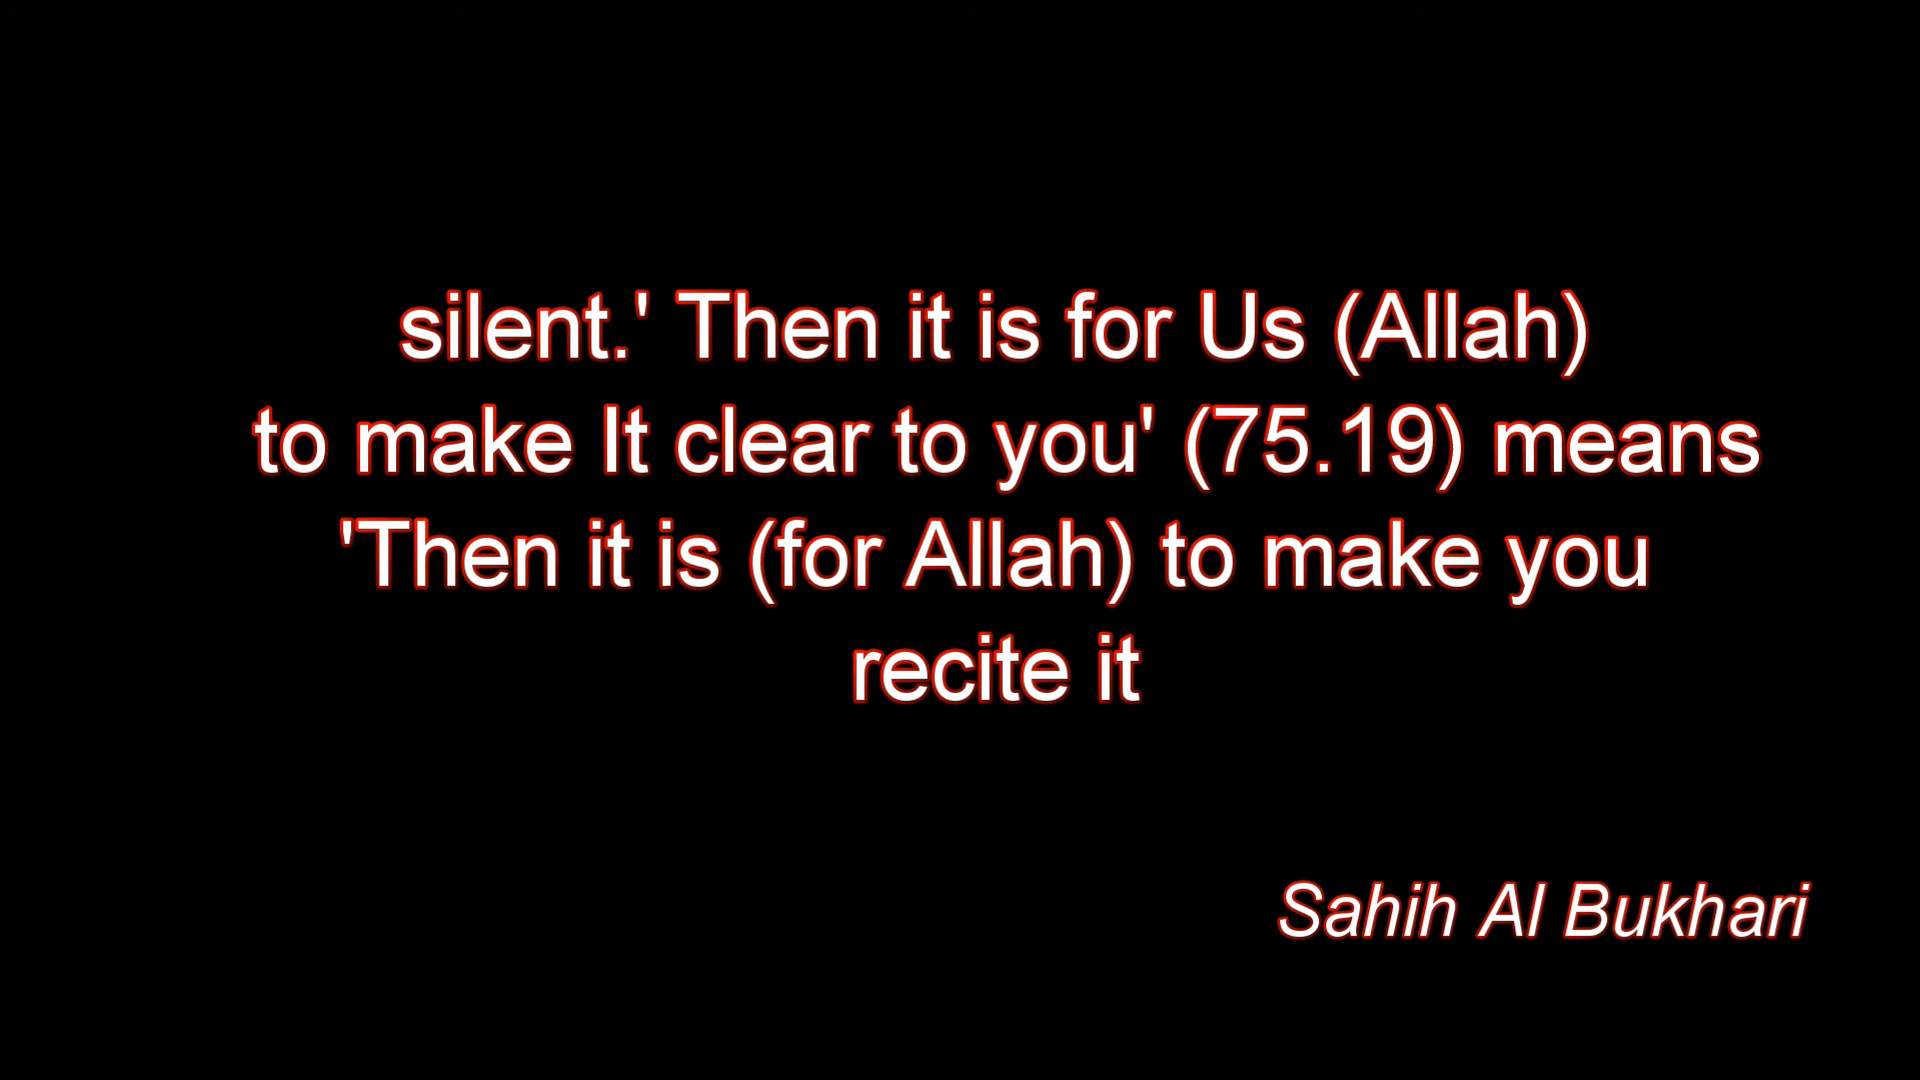 silent.' Then it is for Us (Allah)
to make It clear to you' (75.19) means
'Then it is (for Allah) to make you
recite it
Sahih Al Bukhari